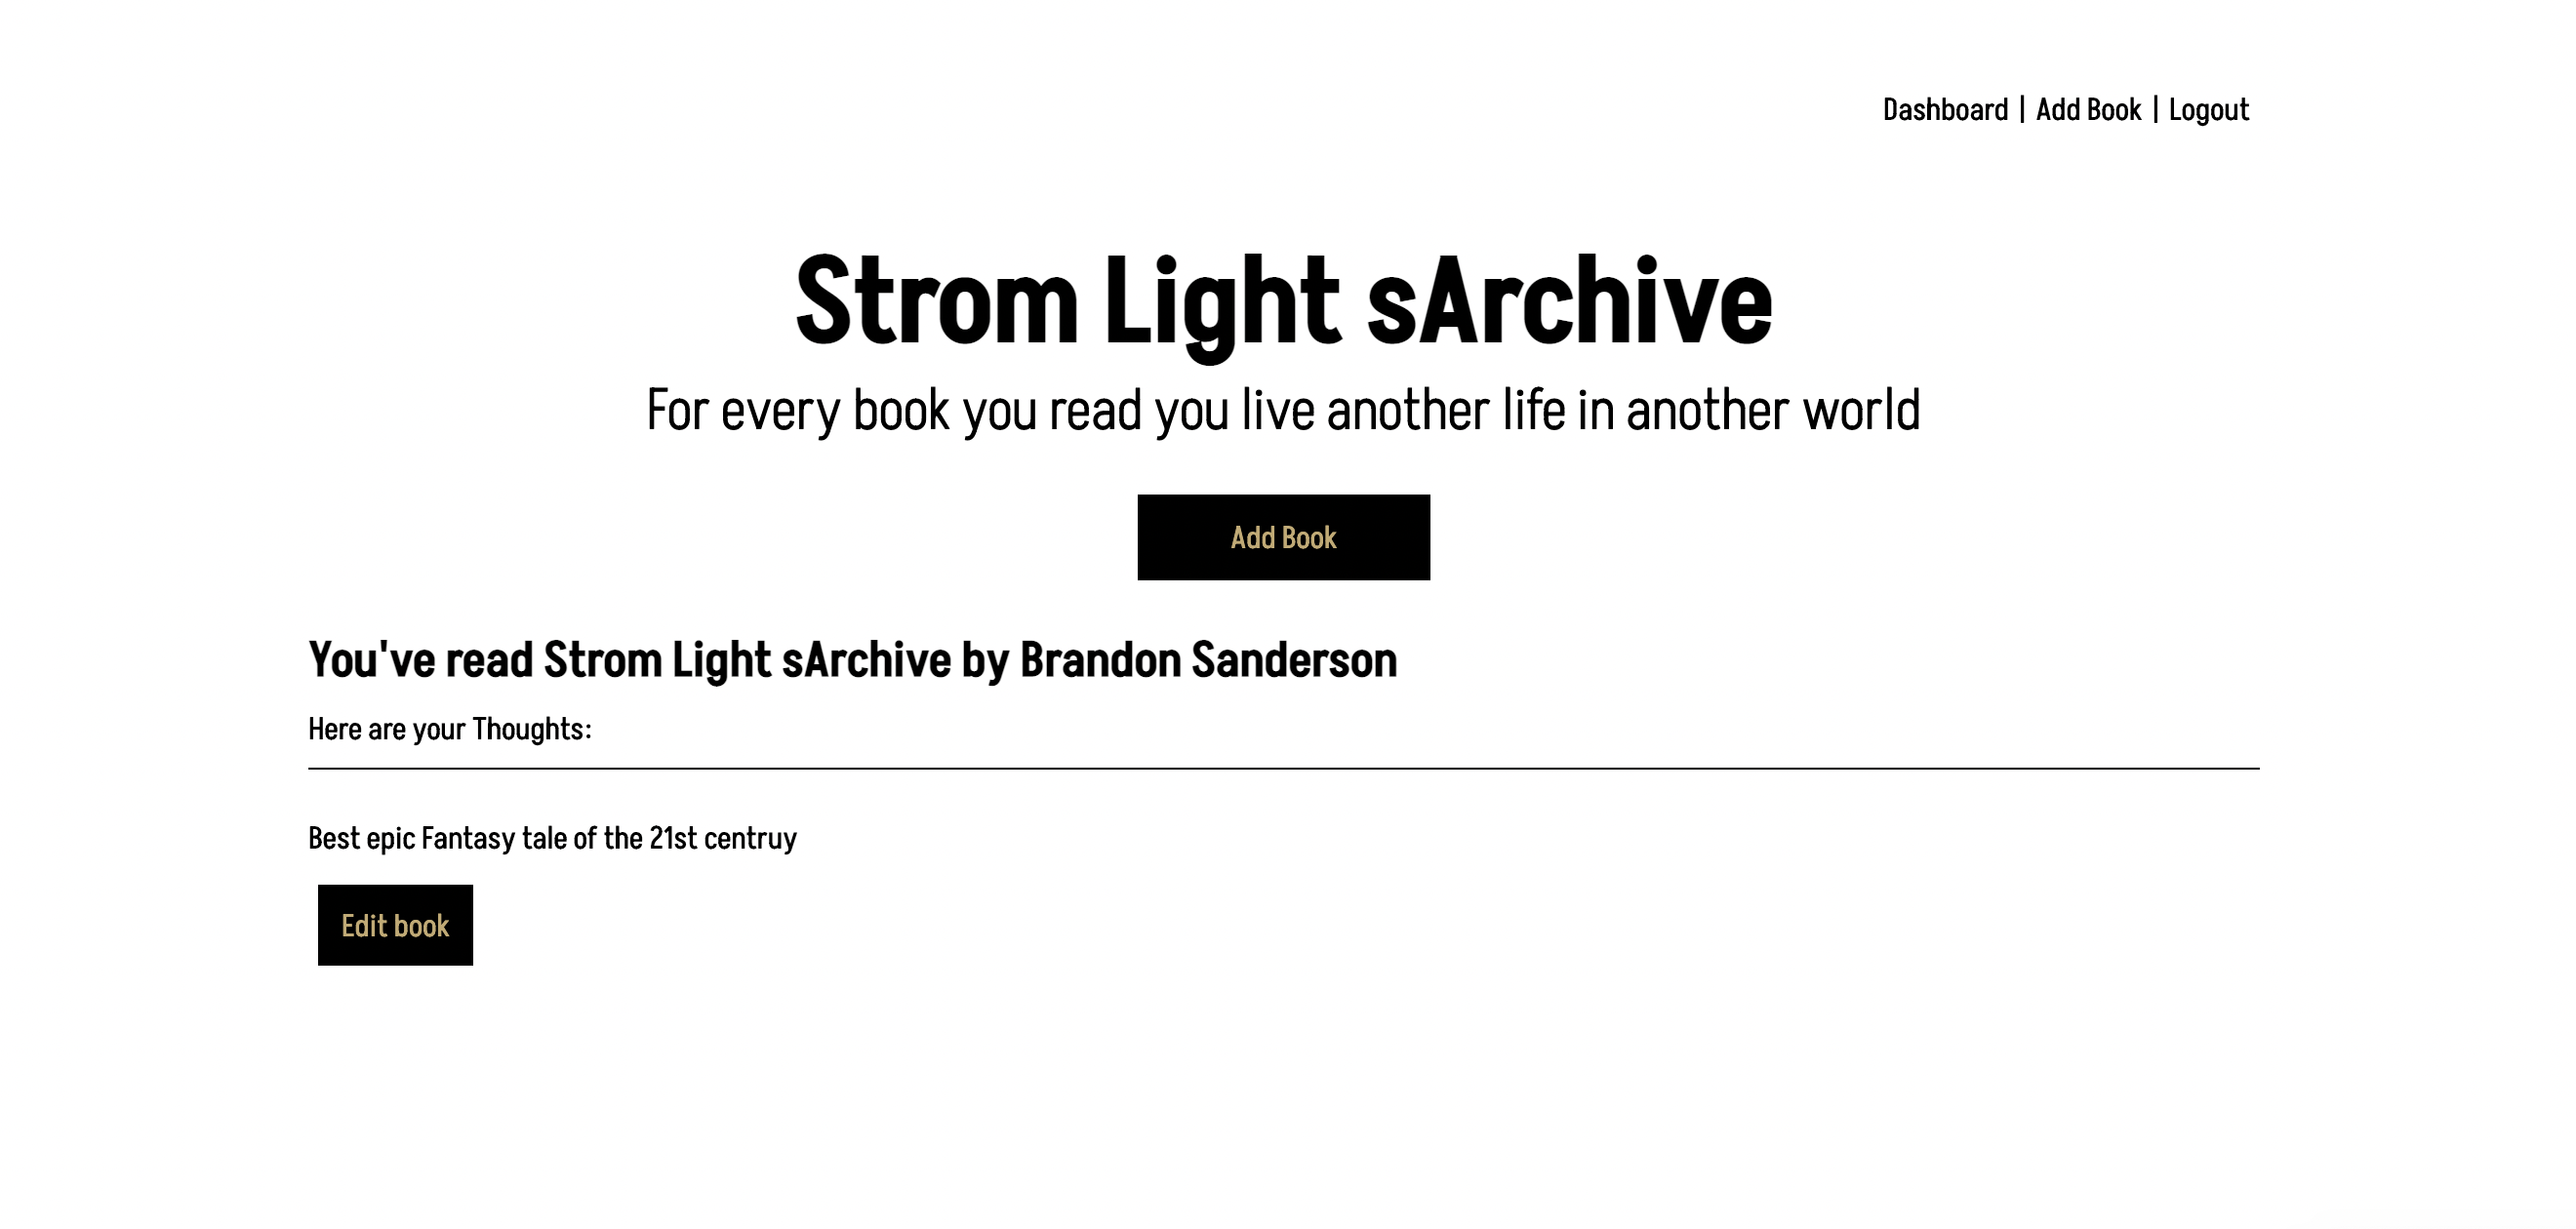 Dashboard | Add Book | Logout
Strom Light sArchive
For every book you read you live another life in another world
Add Book
You've read Strom Light sArchive by Brandon Sanderson
Here are your Thoughts:
Best epic Fantasy tale of the 21st centruy
Edit book